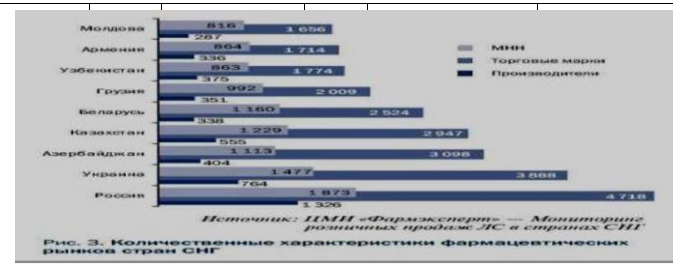 Молдова 816 1 656 287
Армения 864 1 714 336
Узбекистан 863 1 774 375
Грузия 992 2 009 351
Беларусь 1 160 2 524 338
Казахстан 1 229 2 947 555
Азербайджан 1 113 3 098 404
Украина 1 477 3 888 764
Россия 1 873 4 718 1 326
МНН
Торговые марки
Производители
Источник: ЦМИ «Фармэксперт» — Мониторинг
розничных продаж ЛС в странах СНГ
Рис. 3. Количественные характеристики фармацевтических
рынков стран СНГ